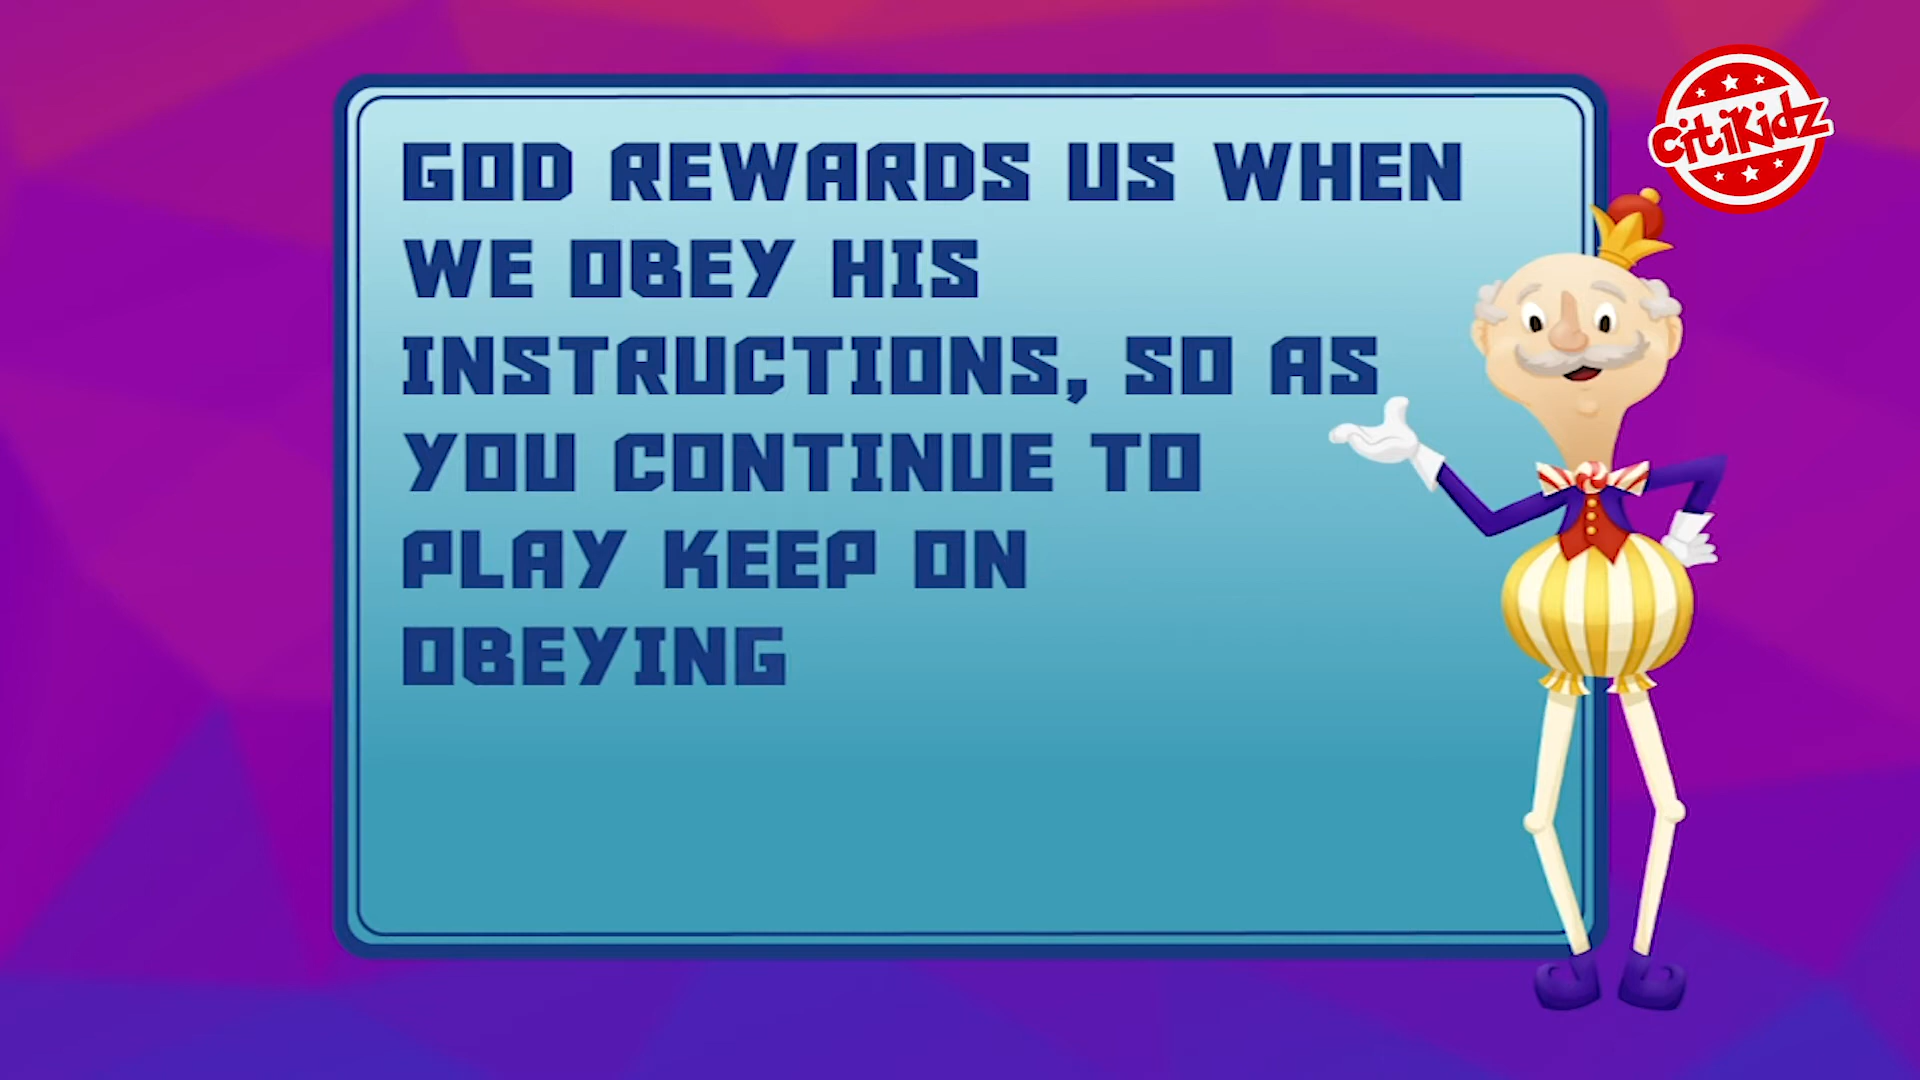 CitiKidz
GOD REWARDS US WHEN
WE OBEY HIS
INSTRUCTIONS, SO AS
YOU CONTINUE TO
PLAY KEEP ON
OBEYING